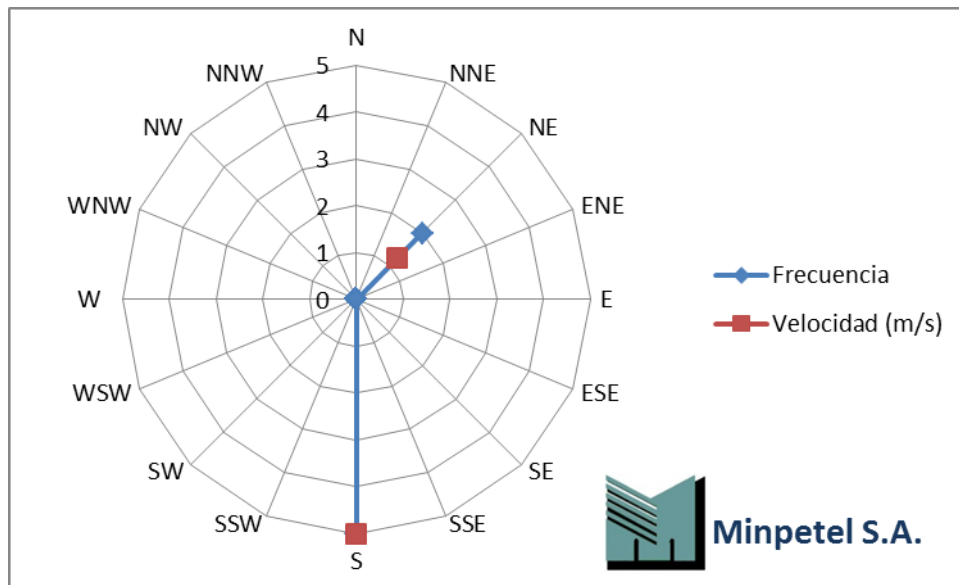 N
NNW 5 NNE
4
NW NE
3
WNW 2 ENE
1
W 0 E
Frecuencia
Velocidad (m/s)
WSW ESE
SW SE
SSW SSE
S
Minpetel S.A.